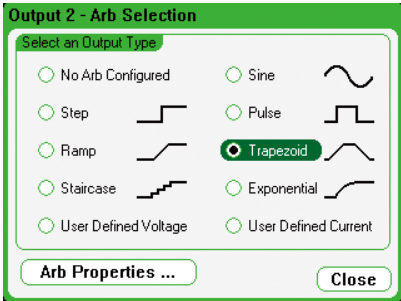 Output 2 - Arb Selection
Select an Output Type
No Arb Configured
Sine
Step
Pulse
Ramp
Trapezoid
Staircase
Exponential
User Defined Voltage
User Defined Current
Arb Properties ...
Close